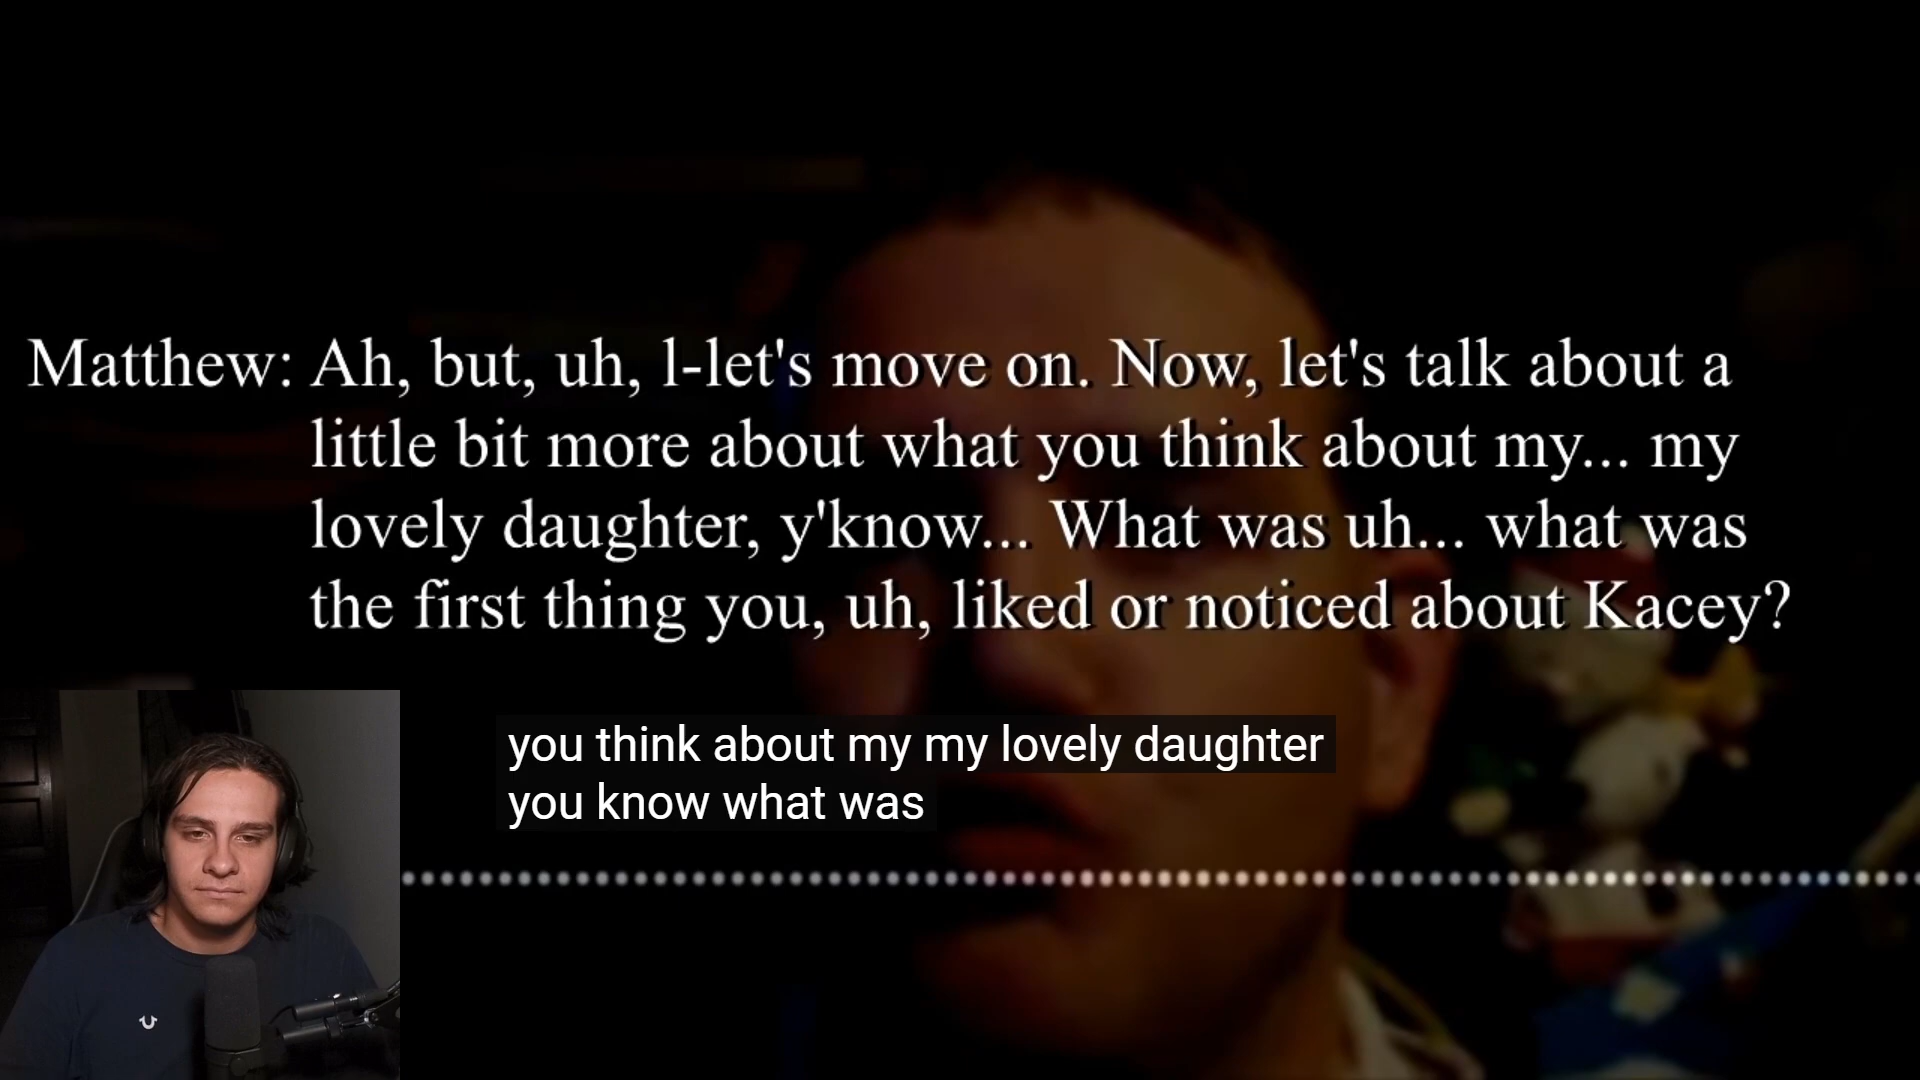 Matthew: Ah, but, uh, l-let's move on. Now, let's talk about a
little bit more about what you think about my... my
lovely daughter, y'know... What was uh... what was
the first thing you, uh, liked or noticed about Kacey?
you think about my my lovely daughter
you know what was